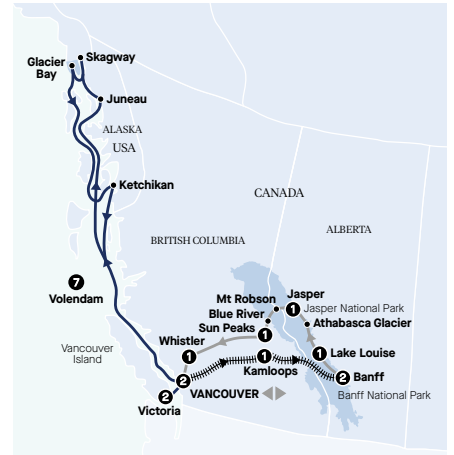 Skagway
Glacier
Bay
Juneau
ALASKA
USA
Ketchikan
CANADA
ALBERTA
BRITISH COLUMBIA
7
Volendam
Mt Robson
Jasper
1
Jasper National Park
Blue River
Athabasca Glacier
Sun Peaks
1
Whistler
1
Vancouver
Island
1
Kamloops
1
Lake Louise
2
Banff
Banff National Park
2
VANCOUVER
2
Victoria